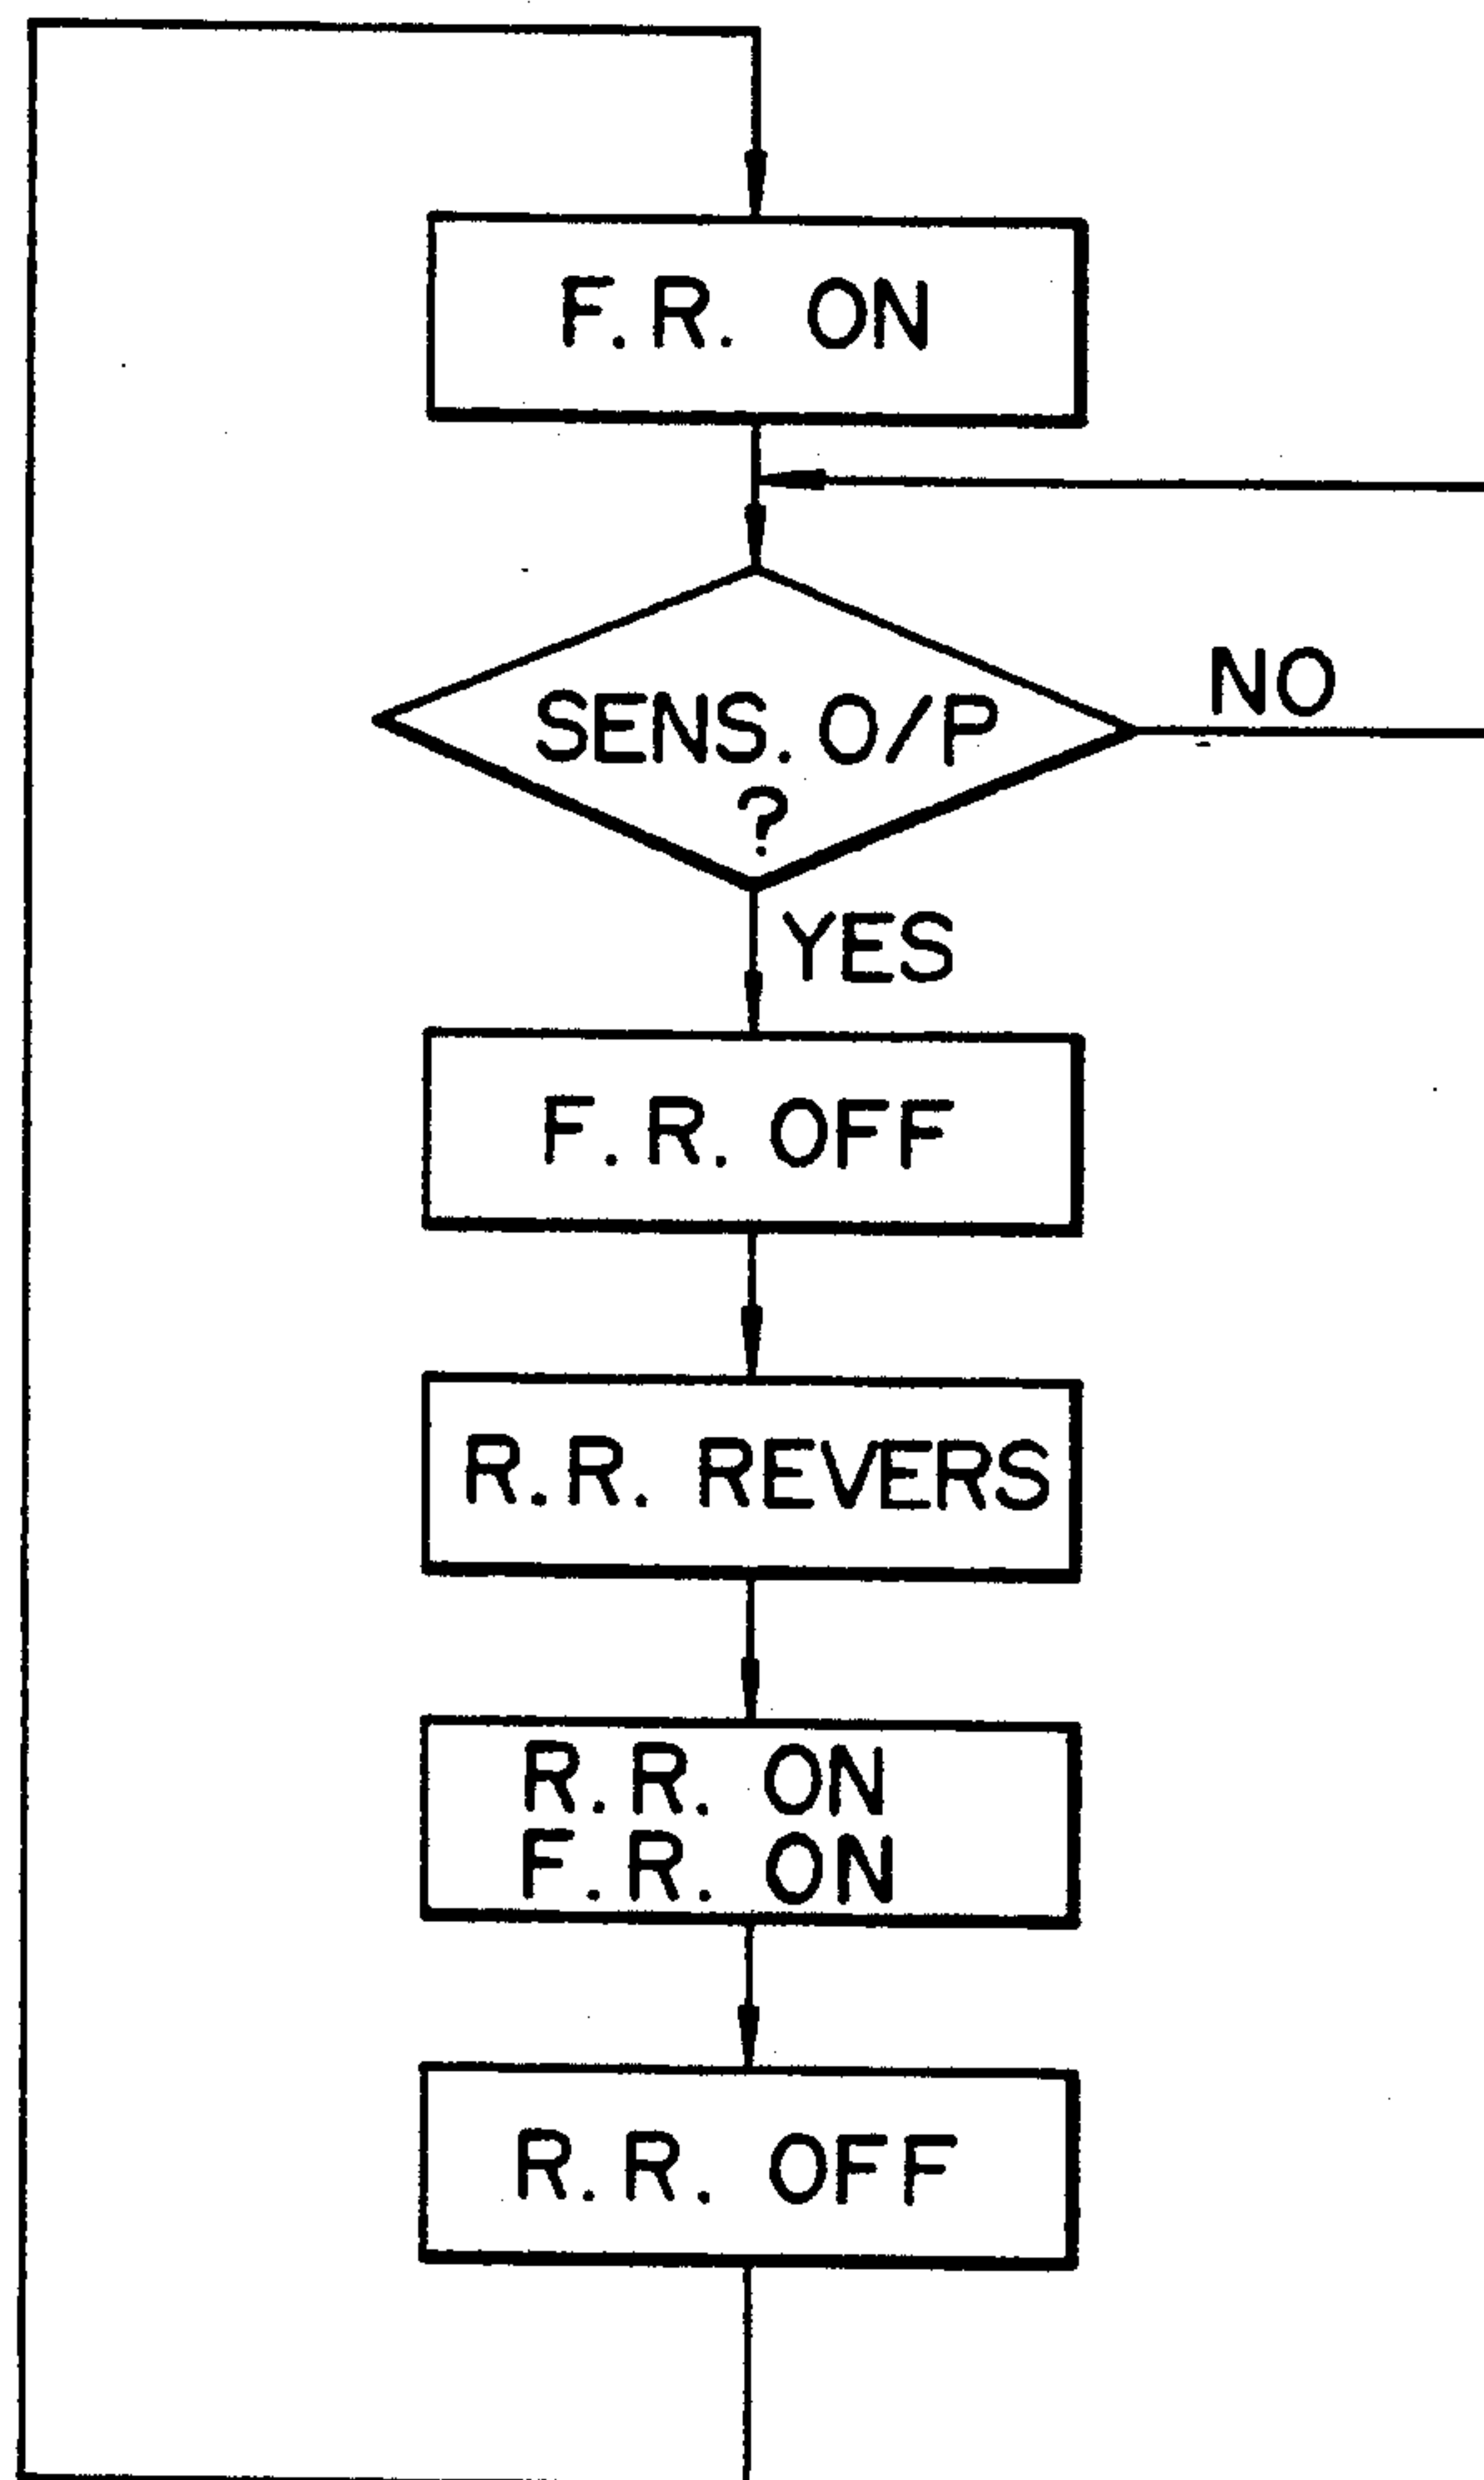 F.R. ON
SENS. O/P
?
NO
YES
F.R. OFF
R.R. REVERS
R.R. ON
F.R. ON
R.R. OFF